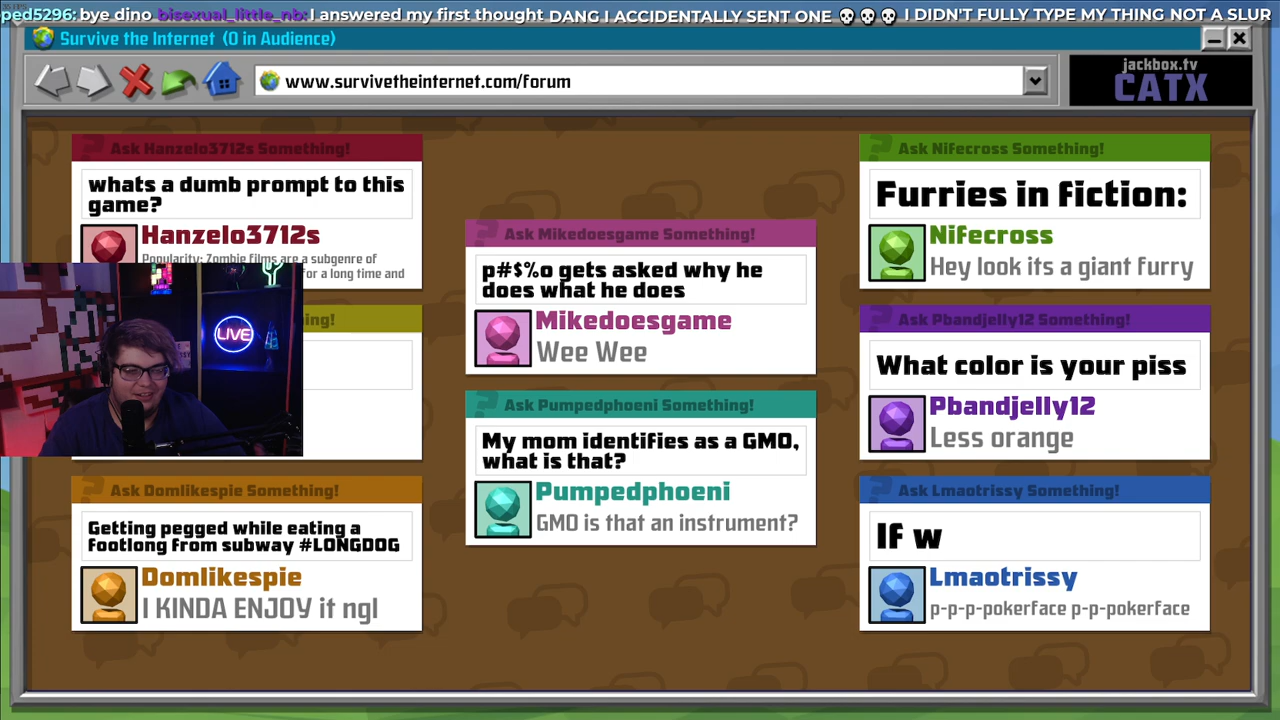 ped5296: bye dino bisexual_little_nb: I answered my first thought DANG I ACCIDENTALLY SENT ONE 💀💀💀 I DIDN'T FULLY TYPE MY THING NOT A SLUR
Survive the Internet (0 in Audience)
www.survivetheinternet.com/forum
jackbox.tv
CATX
Ask Hanzelo3712s Something!
whats a dumb prompt to this
game?
Hanzelo3712s
Popularity: Zombie films are a subgenre of
for a long time and
LIVE
Ask Domlikespie Something!
Getting pegged while eating a
footlong from subway #LONGDOG
Domlikespie
I KINDA ENJOY it ngl
Ask Mikedoesgame Something!
p#$%o gets asked why he
does what he does
Mikedoesgame
Wee Wee
Ask Pumpedphoeni Something!
My mom identifies as a GMO,
what is that?
Pumpedphoeni
GMO is that an instrument?
Ask Nifecross Something!
Furries in fiction:
Nifecross
Hey look its a giant furry
Ask Pbandjelly12 Something!
What color is your piss
Pbandjelly12
Less orange
Ask Lmaotrissy Something!
If w
Lmaotrissy
p-p-p-pokerface p-p-pokerface